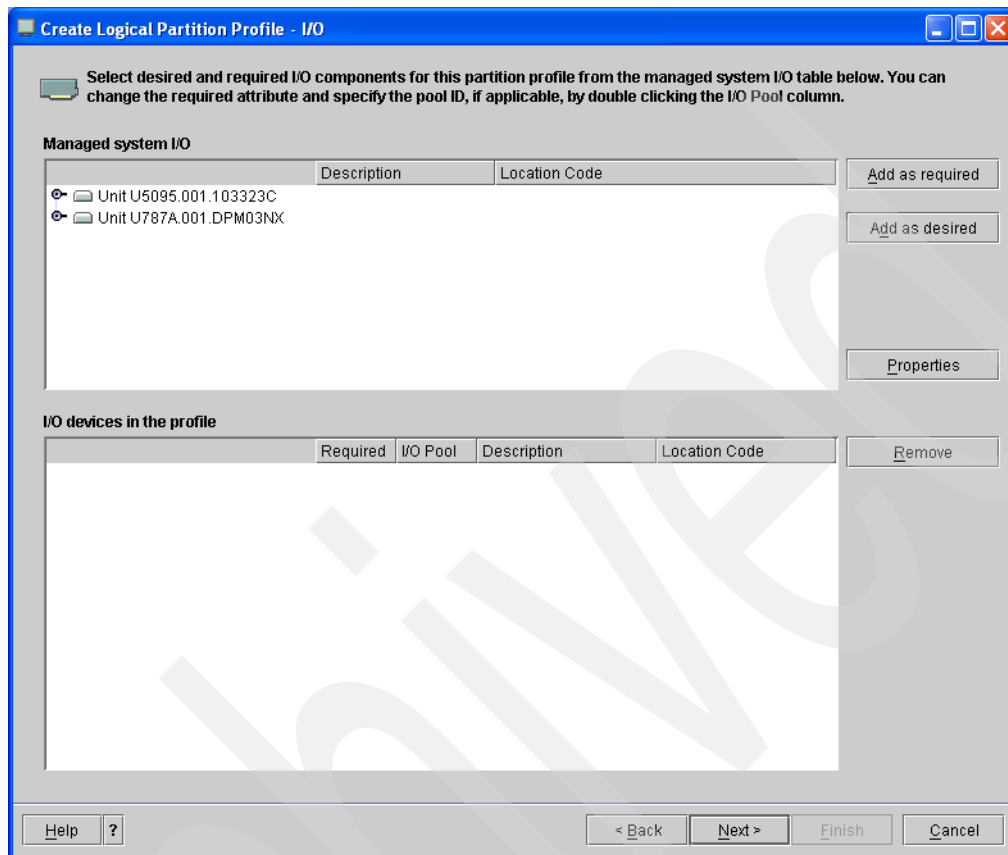 Create Logical Partition Profile - I/O
Select desired and required I/O components for this partition profile from the managed system I/O table below. You can
change the required attribute and specify the pool ID, if applicable, by double clicking the I/O Pool column.
Managed system I/O
Description Location Code
Unit U5095.001.103323C
Unit U787A.001.DPM03NX
Add as required
Add as desired
Properties
I/O devices in the profile
Required I/O Pool Description Location Code
Remove
Help ? < Back Next > Finish Cancel